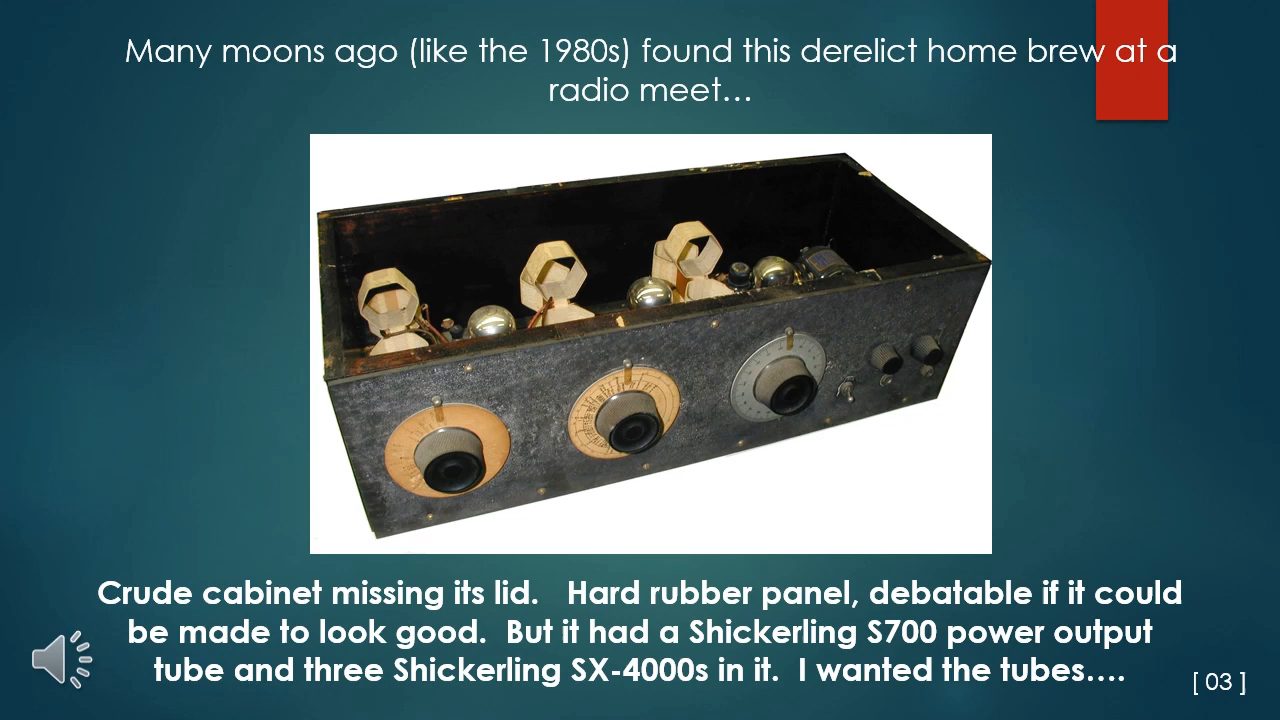 Many moons ago (like the 1980s) found this derelict home brew at a
radio meet…
Crude cabinet missing its lid.   Hard rubber panel, debatable if it could
be made to look good.  But it had a Shickerling S700 power output
tube and three Shickerling SX-4000s in it.  I wanted the tubes….
[ 03 ]